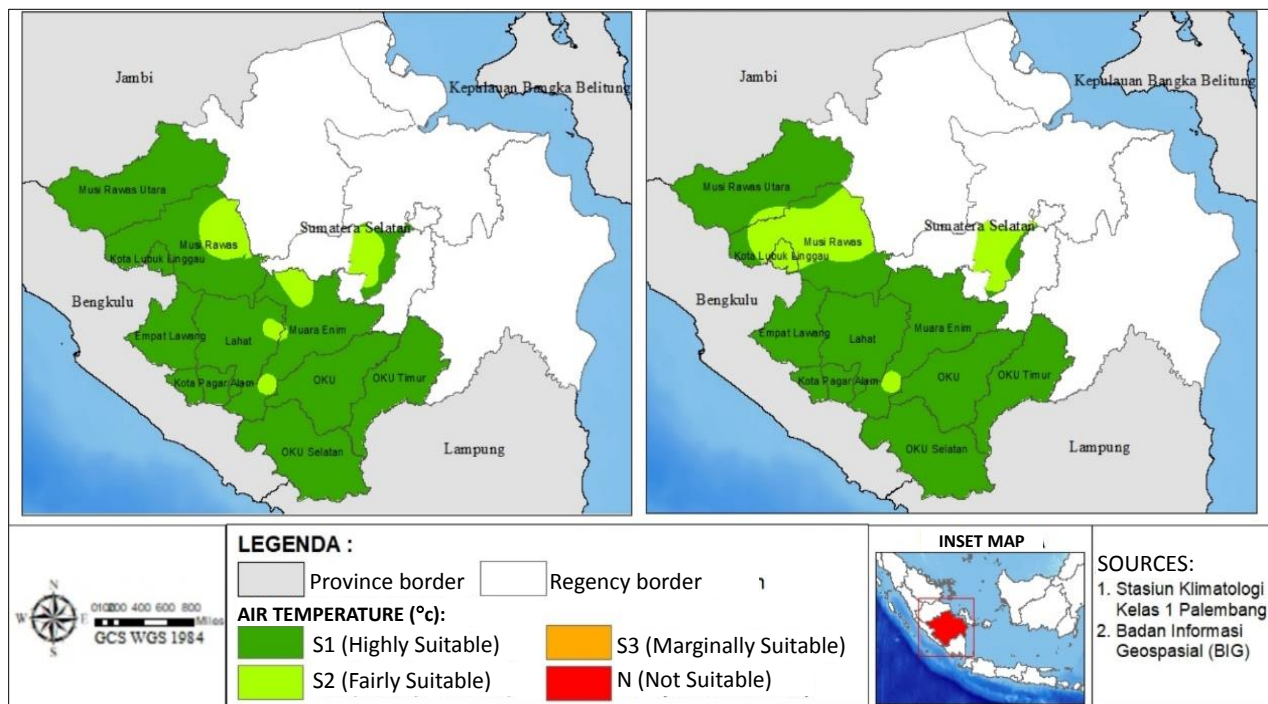 Jambi
Kepulauan Bangka Belitung
Musi Rawas Utara
Sumatera Selatan
Musi Rawas
Kota Lubuk Linggau
Bengkulu
Empat Lawang
Lahat
Muara Enim
Kota Pagar Alam
OKU
OKU Timur
OKU Selatan
Lampung
Jambi
Kepulauan Bangka Belitung
Musi Rawas Utara
Sumatera Selatan
Musi Rawas
Kota Lubuk Linggau
Bengkulu
Empat Lawang
Lahat
Muara Enim
Kota Pagar Alam
OKU
OKU Timur
OKU Selatan
Lampung
N
W E
S
400 600 800
Miles
GCS WGS 1984
LEGENDA :
Province border
Regency border
AIR TEMPERATURE (°c):
S1 (Highly Suitable)
S3 (Marginally Suitable)
S2 (Fairly Suitable)
N (Not Suitable)
INSET MAP
SOURCES:
1. Stasiun Klimatologi
Kelas 1 Palembang
2. Badan Informasi
Geospasial (BIG)